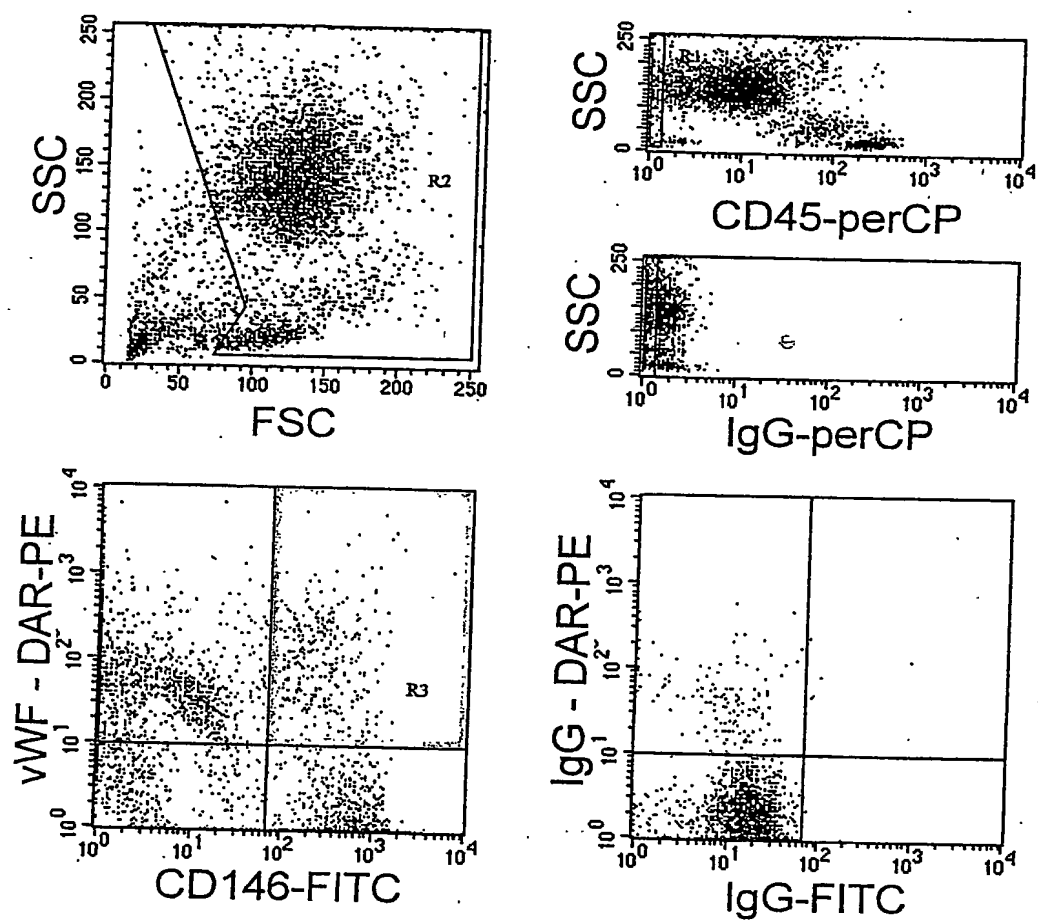 250
200
150
100
50
0
SSC
R2
0 50 100 150 200 250
FSC
250
0
SSC
R1
10⁰ 10¹ 10² 10³ 10⁴
CD45-perCP
250
0
SSC
10⁰ 10¹ 10² 10³ 10⁴
IgG-perCP
10⁴
10³
10²
10¹
10⁰
vWF - DAR-PE
R3
10⁰ 10¹ 10² 10³ 10⁴
CD146-FITC
10⁴
10³
10²
10¹
10⁰
IgG - DAR-PE
10⁰ 10¹ 10² 10³ 10⁴
IgG-FITC